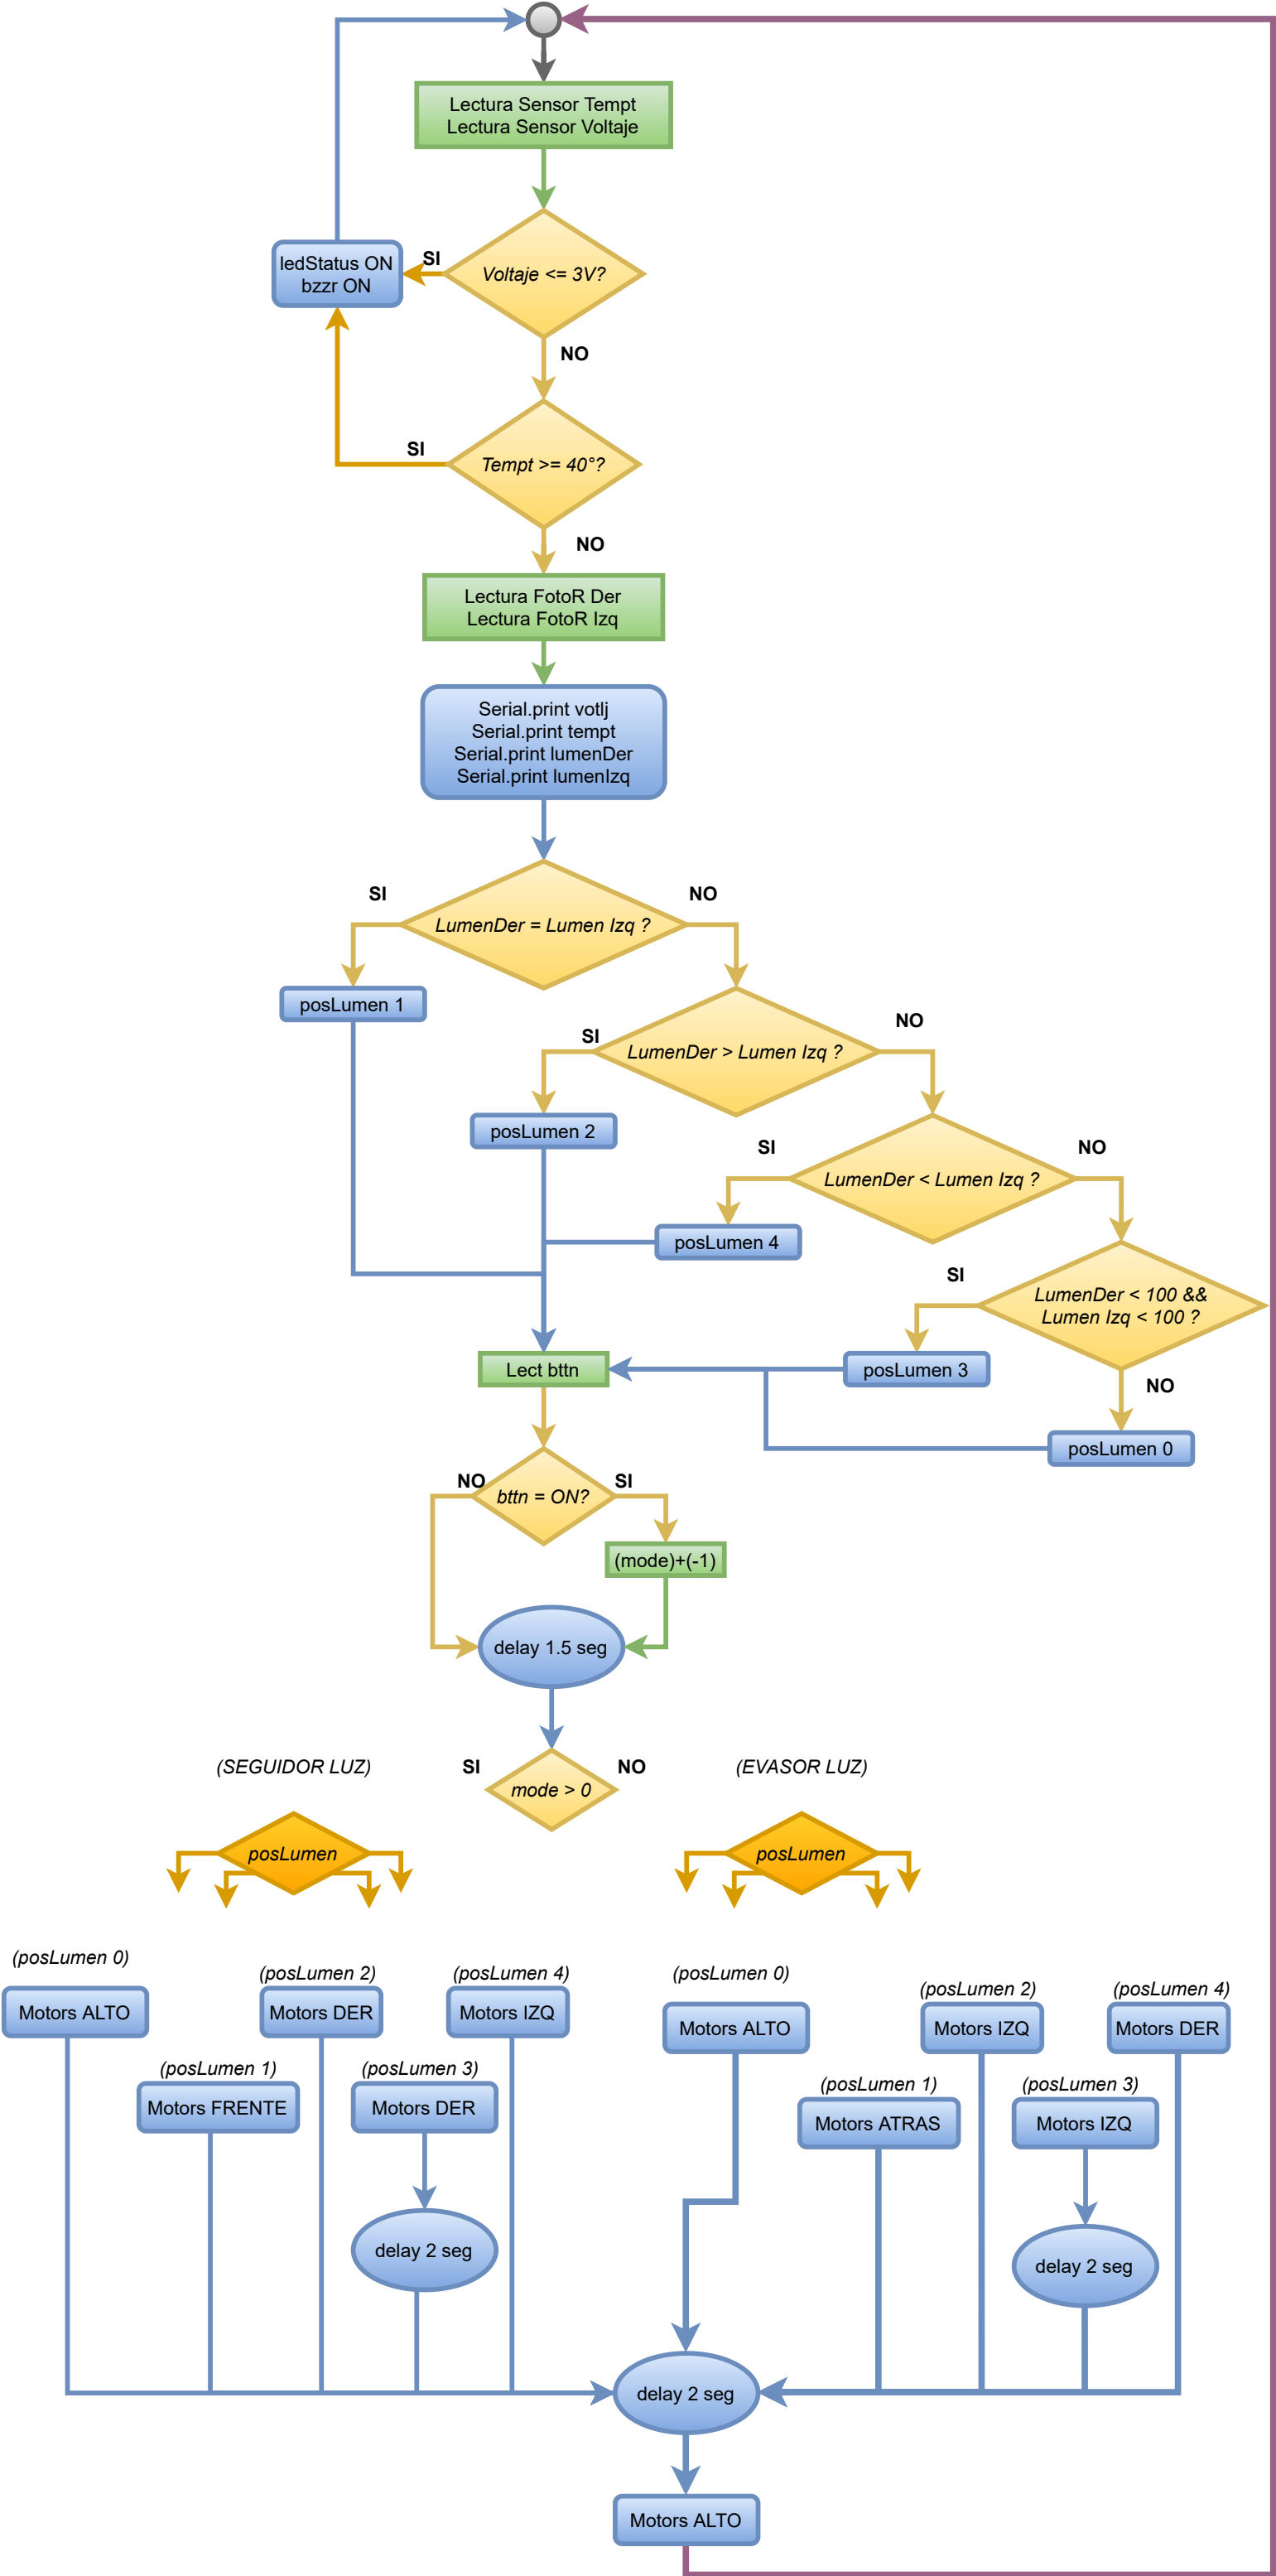 Lectura Sensor Tempt
Lectura Sensor Voltaje
ledStatus ON
bzzr ON
SI
Voltaje <= 3V?
NO
SI
Tempt >= 40°?
NO
Lectura FotoR Der
Lectura FotoR Izq
Serial.print votlj
Serial.print tempt
Serial.print lumenDer
Serial.print lumenIzq
SI
NO
LumenDer = Lumen Izq ?
posLumen 1
SI
NO
LumenDer > Lumen Izq ?
posLumen 2
SI
NO
LumenDer < Lumen Izq ?
posLumen 4
SI
LumenDer < 100 &&
Lumen Izq < 100 ?
Lect bttn
posLumen 3
NO
posLumen 0
NO
SI
bttn = ON?
(mode)+(-1)
delay 1.5 seg
(SEGUIDOR LUZ)
SI
NO
(EVASOR LUZ)
mode > 0
posLumen
posLumen
(posLumen 0)
(posLumen 2)
(posLumen 4)
(posLumen 0)
(posLumen 2)
(posLumen 4)
Motors ALTO
Motors DER
Motors IZQ
Motors ALTO
Motors IZQ
Motors DER
(posLumen 1)
(posLumen 3)
(posLumen 1)
(posLumen 3)
Motors FRENTE
Motors DER
Motors ATRAS
Motors IZQ
delay 2 seg
delay 2 seg
delay 2 seg
Motors ALTO